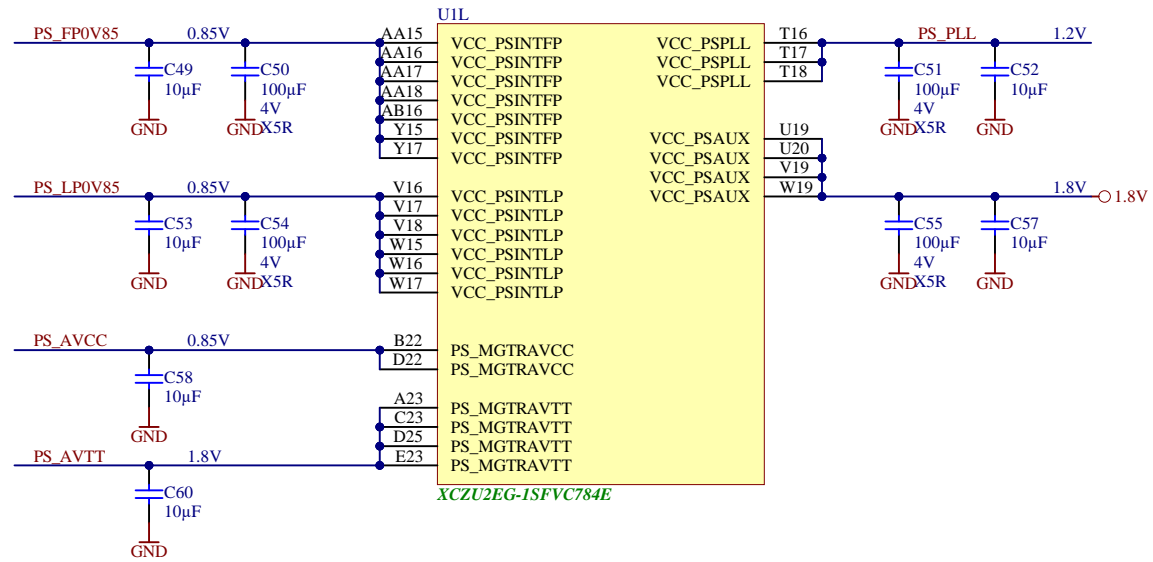 U1L
PS_FP0V85 0.85V
C49
10µF
GND
C50
100µF
4V
X5R
GND
AA15 VCC_PSINTFP
AA16 VCC_PSINTFP
AA17 VCC_PSINTFP
AA18 VCC_PSINTFP
AB16 VCC_PSINTFP
Y15 VCC_PSINTFP
Y17 VCC_PSINTFP
PS_LP0V85 0.85V
C53
10µF
GND
C54
100µF
4V
X5R
GND
V16 VCC_PSINTLP
V17 VCC_PSINTLP
V18 VCC_PSINTLP
W15 VCC_PSINTLP
W16 VCC_PSINTLP
W17 VCC_PSINTLP
PS_AVCC 0.85V
C58
10µF
GND
B22 PS_MGTRAVCC
D22 PS_MGTRAVCC
A23 PS_MGTRAVTT
C23 PS_MGTRAVTT
D25 PS_MGTRAVTT
E23 PS_MGTRAVTT
PS_AVTT 1.8V
C60
10µF
GND
VCC_PSPLL T16
VCC_PSPLL T17
VCC_PSPLL T18
PS_PLL 1.2V
C51
100µF
4V
X5R
GND
C52
10µF
GND
VCC_PSAUX U19
VCC_PSAUX U20
VCC_PSAUX V19
VCC_PSAUX W19
1.8V 1.8V
C55
100µF
4V
X5R
GND
C57
10µF
GND
XCZU2EG-1SFVC784E